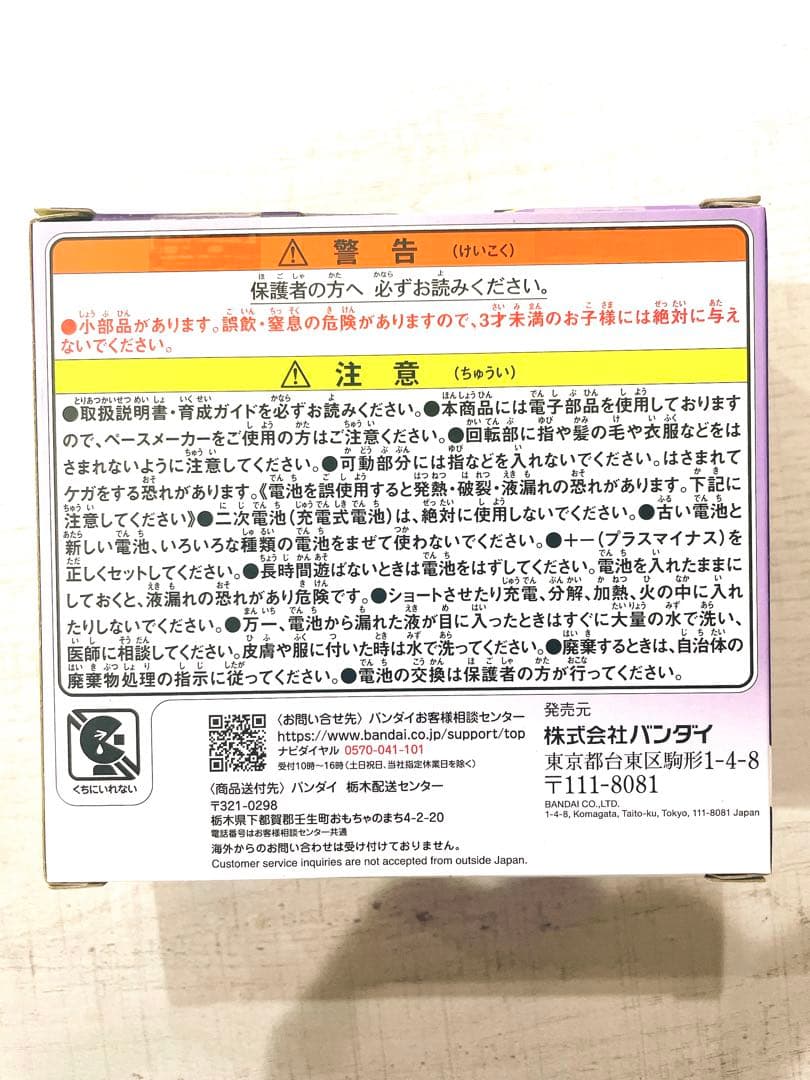 警告 (けいこく)
保護者の方へ 必ずお読みください。
●小部品があります。誤飲・窒息の危険がありますので、3才未満のお子様には絶対に与え
ないでください。
注意 (ちゅうい)
●取扱説明書・育成ガイドを必ずお読みください。●本商品には電子部品を使用しております
ので、ペースメーカーをご使用の方はご注意ください。●回転部に指や髪の毛や衣服などをは
さまれないように注意してください。●可動部分には指などを入れないでください。はさまれて
ケガをする恐れがあります。《電池を誤使用すると発熱・破裂・液漏れの恐れがあります。下記に
注意してください》●二次電池(充電式電池)は、絶対に使用しないでください。●古い電池と
新しい電池、いろいろな種類の電池をまぜて使わないでください。●+-(プラスマイナス)を
正しくセットしてください。●長時間遊ばないときは電池をはずしてください。電池を入れたままに
しておくと、液漏れの恐れがあり危険です。●ショートさせたり充電、分解、加熱、火の中に入れ
たりしないでください。●万一、電池から漏れた液が目に入ったときはすぐに大量の水で洗い、
医師に相談してください。皮膚や服に付いた時は水で洗ってください。●廃棄するときは、自治体の
廃棄物処理の指示に従ってください。●電池の交換は保護者の方が行ってください。
くちにいれない
〈お問い合せ先〉バンダイお客様相談センター
https://www.bandai.co.jp/support/top
ナビダイヤル 0570-041-101
受付10時〜16時(土日祝日、当社指定休業日を除く)
〈商品送付先〉バンダイ 栃木配送センター
〒321-0298
栃木県下都賀郡壬生町おもちゃのまち4-2-20
電話番号はお客様相談センター共通
海外からのお問い合わせは受け付けておりません。
Customer service inquiries are not accepted from outside Japan.
発売元
株式会社バンダイ
東京都台東区駒形1-4-8
〒111-8081
BANDAI CO.,LTD.
1-4-8, Komagata, Taito-ku, Tokyo, 111-8081 Japan